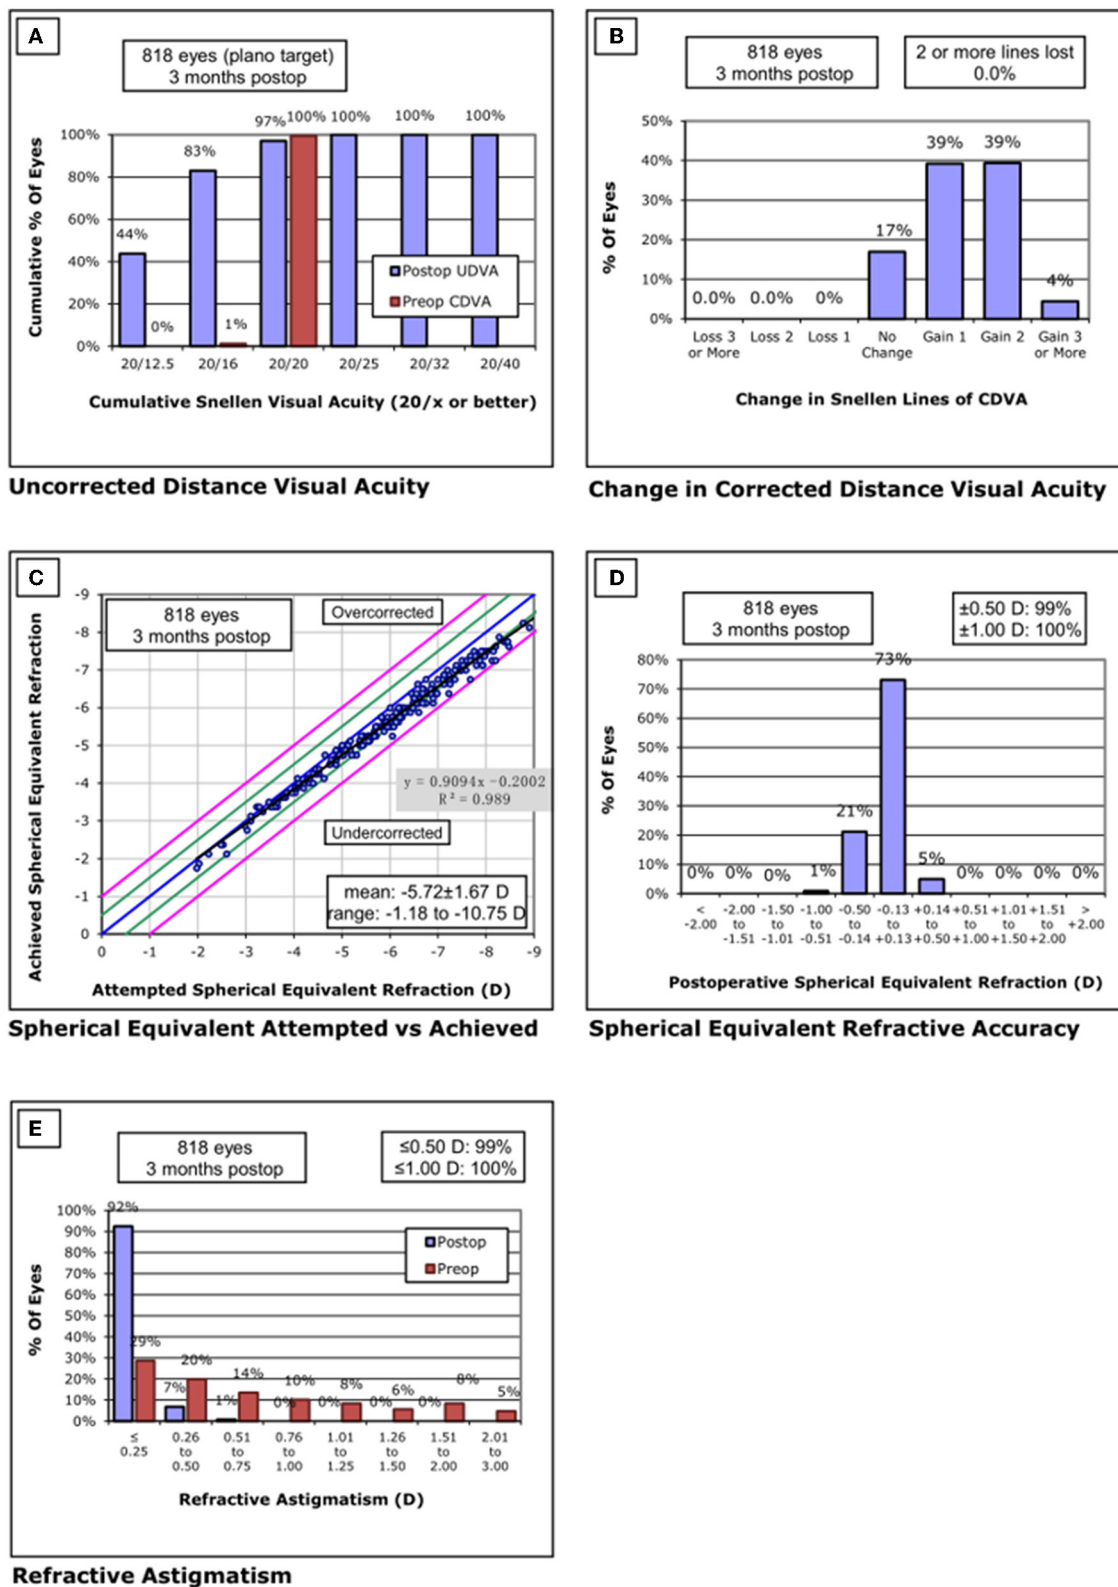 A
818 eyes (plano target)
3 months postop
Cumulative % Of Eyes
100%
80%
60%
40%
20%
0%
44%
0%
83%
1%
97%
100%
100%
100%
100%
Postop UDVA
Preop CDVA
20/12.5 20/16 20/20 20/25 20/32 20/40
Cumulative Snellen Visual Acuity (20/x or better)
Uncorrected Distance Visual Acuity
B
818 eyes
3 months postop
2 or more lines lost
0.0%
% Of Eyes
50%
40%
30%
20%
10%
0%
0.0% 0.0% 0% 17% 39% 39% 4%
Loss 3 Loss 2 Loss 1 No Gain 1 Gain 2 Gain 3
or More Change or More
Change in Snellen Lines of CDVA
Change in Corrected Distance Visual Acuity
C
818 eyes
3 months postop
Overcorrected
Achieved Spherical Equivalent Refraction
-9
-8
-7
-6
-5
-4
-3
-2
-1
0
y = 0.9094x −0.2002
R² = 0.989
Undercorrected
mean: -5.72±1.67 D
range: -1.18 to -10.75 D
0 -1 -2 -3 -4 -5 -6 -7 -8 -9
Attempted Spherical Equivalent Refraction (D)
Spherical Equivalent Attempted vs Achieved
D
818 eyes
3 months postop
±0.50 D: 99%
±1.00 D: 100%
% Of Eyes
80%
70%
60%
50%
40%
30%
20%
10%
0%
0% 0% 0% 1% 21% 73% 5% 0% 0% 0% 0%
< -2.00 -1.50 -1.00 -0.50 -0.13 +0.14 +0.51 +1.01 +1.51 >
-2.00 to to to to to to to to to +2.00
-1.51 -1.01 -0.51 -0.14 +0.13 +0.50 +1.00 +1.50 +2.00
Postoperative Spherical Equivalent Refraction (D)
Spherical Equivalent Refractive Accuracy
E
818 eyes
3 months postop
≤0.50 D: 99%
≤1.00 D: 100%
% Of Eyes
100%
90%
80%
70%
60%
50%
40%
30%
20%
10%
0%
Postop
Preop
92% 29% 7% 20% 1% 14% 0% 10% 0% 8% 0% 6% 0% 8% 5%
≤ 0.26 0.51 0.76 1.01 1.26 1.51 2.01
0.25 to to to to to to to
0.50 0.75 1.00 1.25 1.50 2.00 3.00
Refractive Astigmatism (D)
Refractive Astigmatism